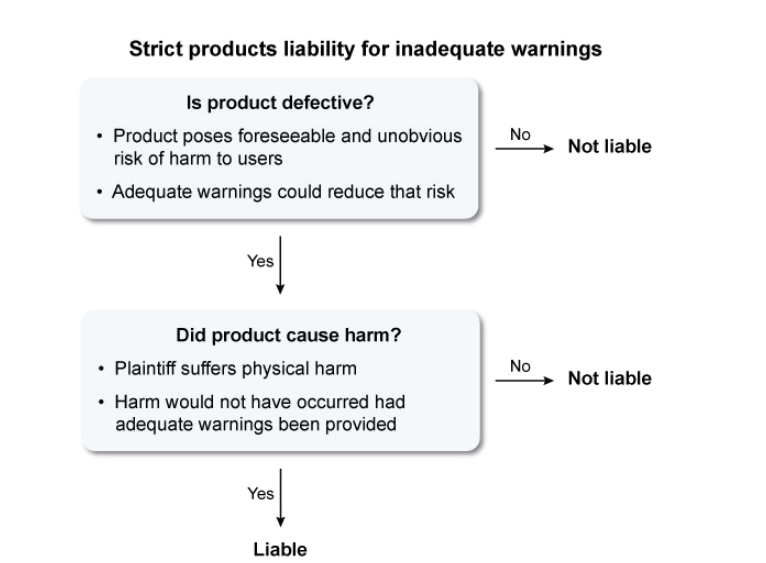 Strict products liability for inadequate warnings
Is product defective?
• Product poses foreseeable and unobvious
risk of harm to users
• Adequate warnings could reduce that risk
No
Not liable
Yes
Did product cause harm?
• Plaintiff suffers physical harm
• Harm would not have occurred had
adequate warnings been provided
No
Not liable
Yes
Liable